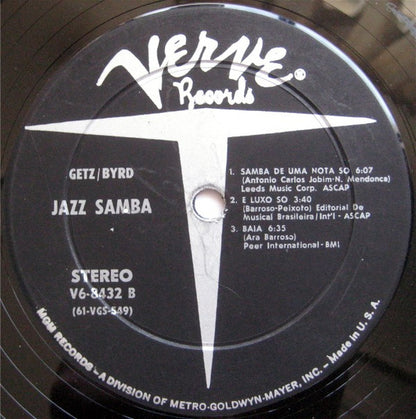 VERVE®
Records
GETZ/BYRD
JAZZ SAMBA
STEREO
V6-8432 B
(61-VGS-549)
1. SAMBA DE UMA NOTA SO 6:07
(Antonio Carlos Jobim-N. Mendonca)
Leeds Music Corp. ASCAP
2. E LUXO SO 3:40
(Barroso-Peixoto) Editorial De
Musical Brasileira/Int'l - ASCAP
3. BAIA 6:35
(Ara Barroso)
Peer International-BMI
MGM RECORDS-A DIVISION OF METRO-GOLDWYN-MAYER, INC.-Made in U.S.A.